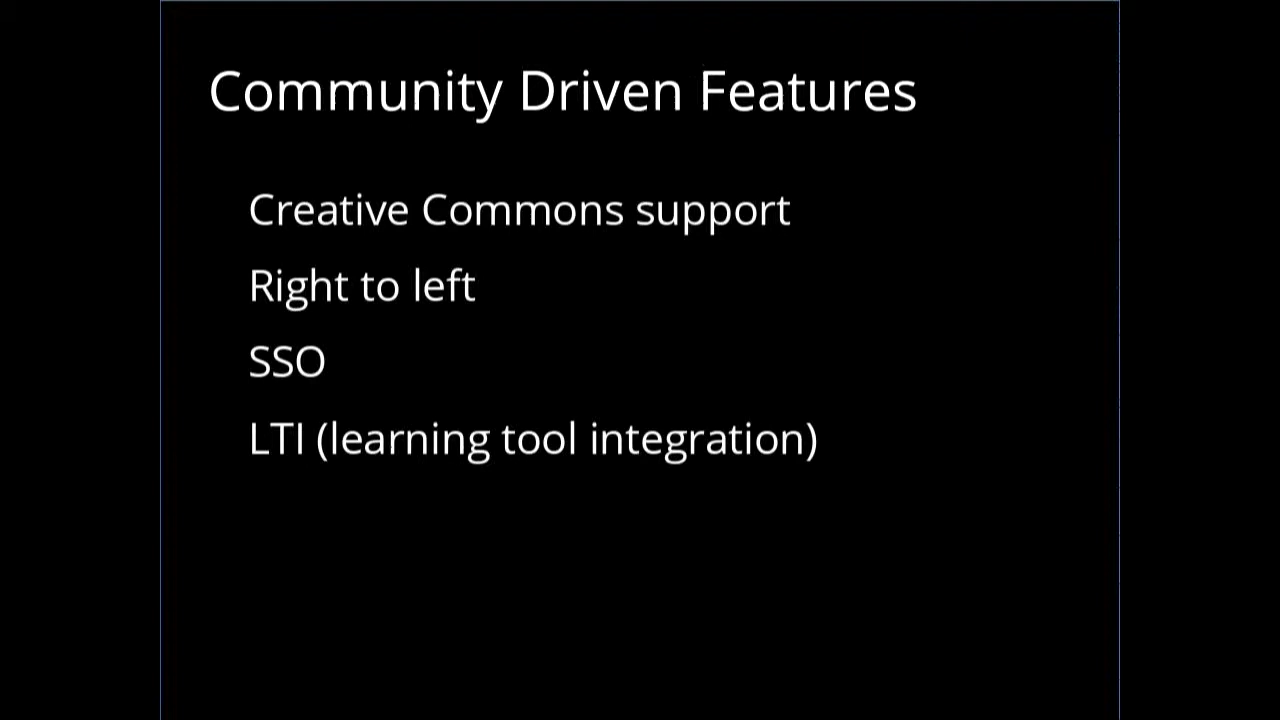 Community Driven Features
Creative Commons support
Right to left
SSO
LTI (learning tool integration)